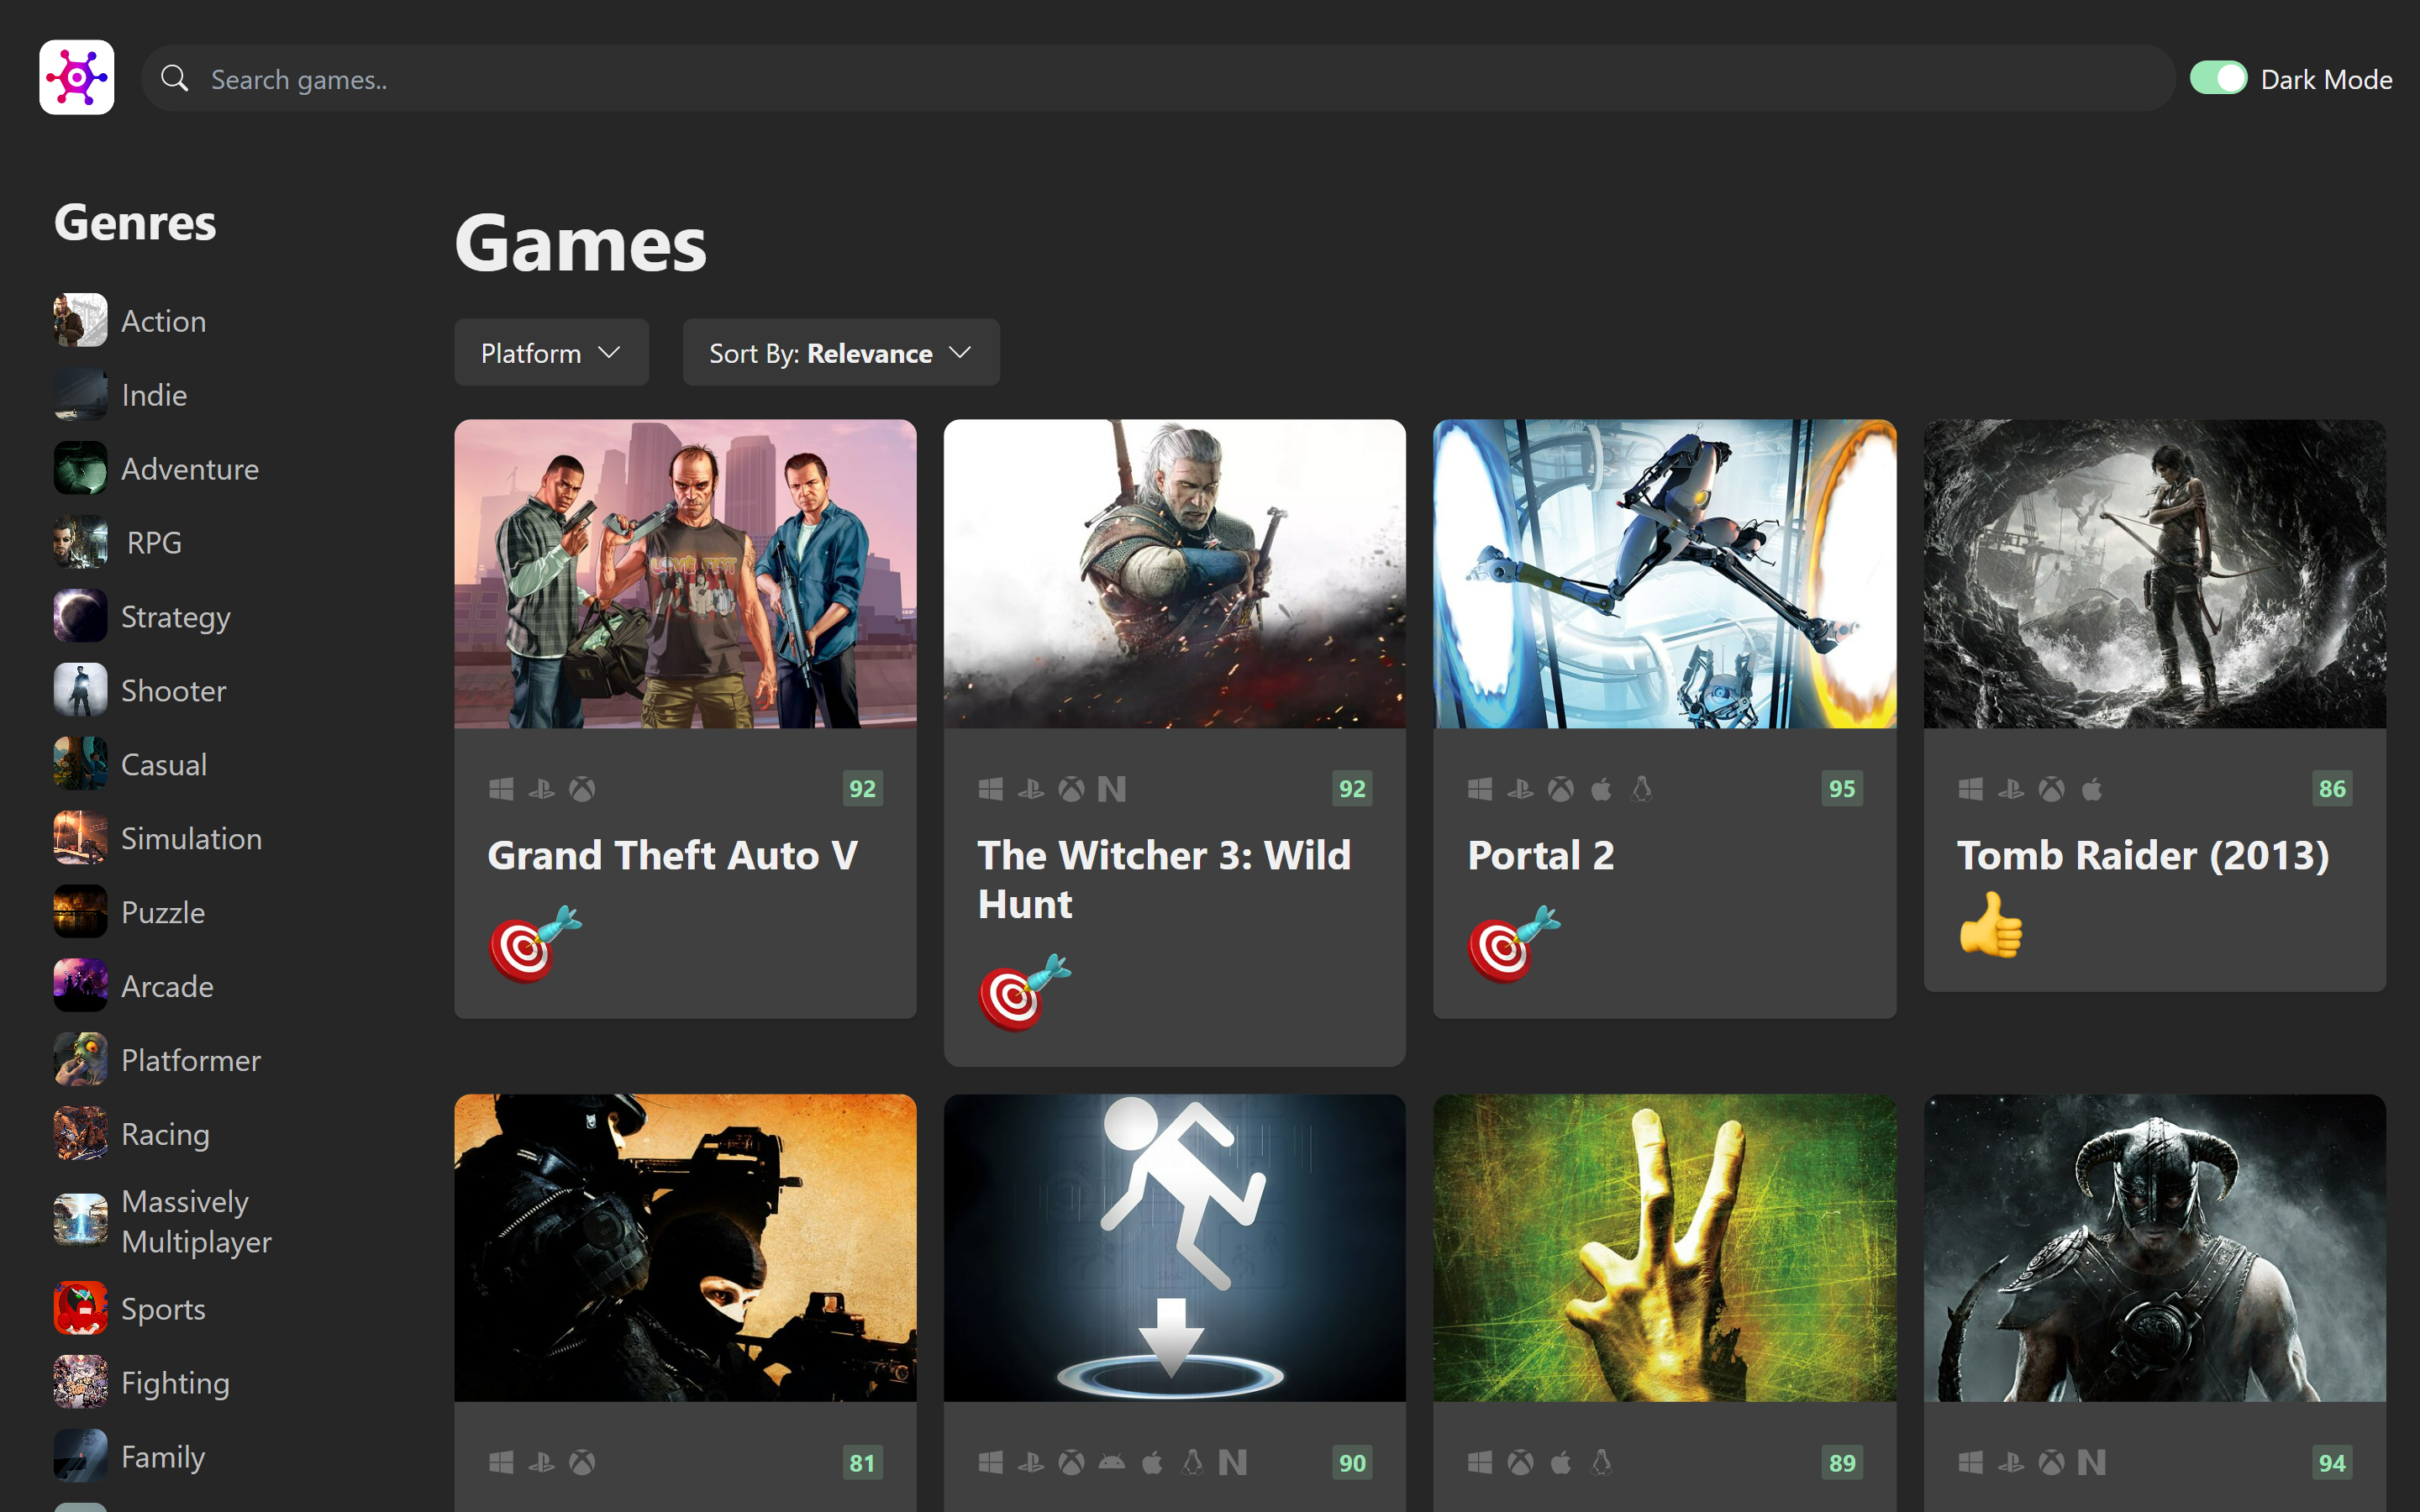 Search games..
Dark Mode
Genres
Action
Indie
Adventure
RPG
Strategy
Shooter
Casual
Simulation
Puzzle
Arcade
Platformer
Racing
Massively
Multiplayer
Sports
Fighting
Family
Games
Platform
Sort By: Relevance
92
Grand Theft Auto V
92
The Witcher 3: Wild
Hunt
95
Portal 2
86
Tomb Raider (2013)
81
90
89
94